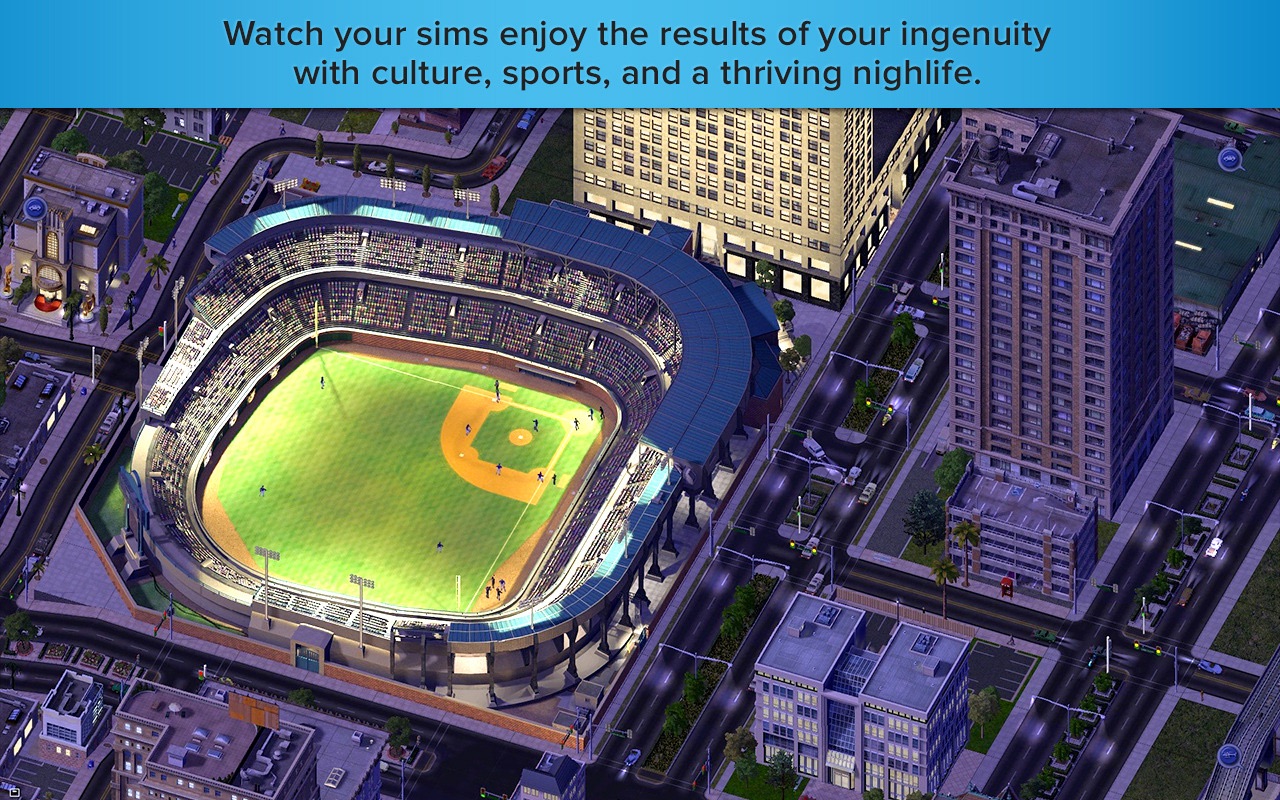 Watch your sims enjoy the results of your ingenuity
with culture, sports, and a thriving nighlife.